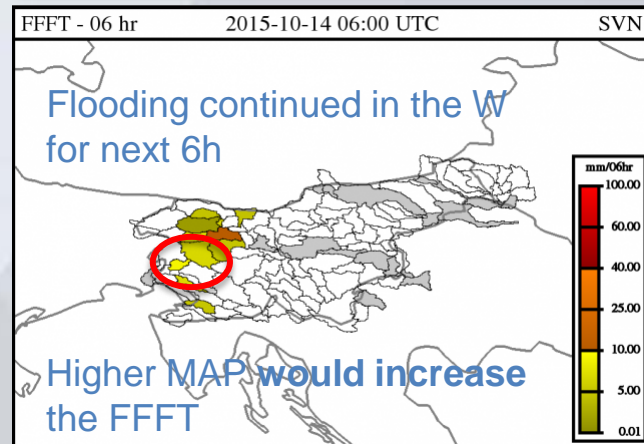 FFFT - 06 hr 2015-10-14 06:00 UTC SVN
Flooding continued in the W
for next 6h
mm/06hr
100.00
60.00
40.00
25.00
10.00
5.00
0.01
Higher MAP would increase
the FFFT